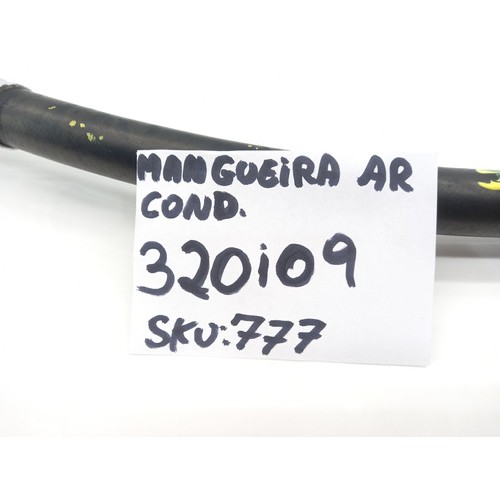 MANGUEIRA AR
COND.
320i09
SKU:777